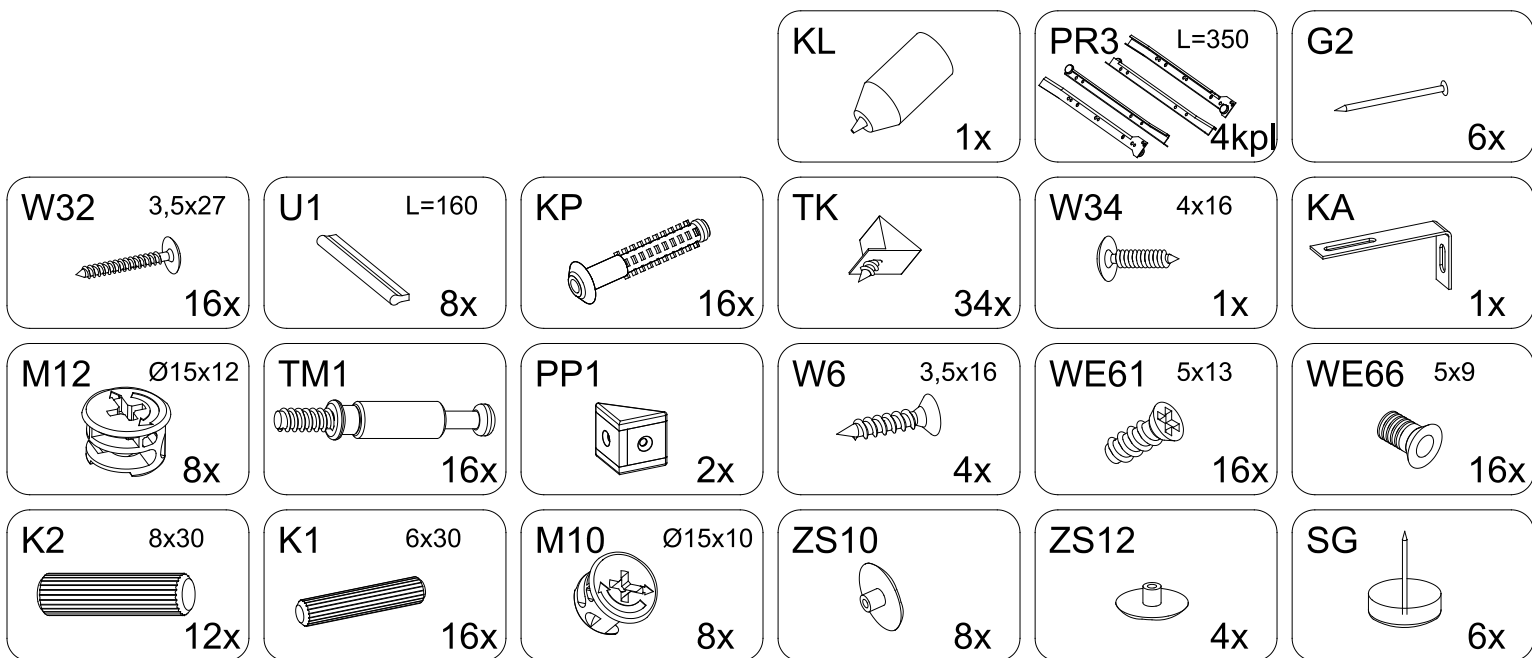 KL
1x
PR3 L=350
4kpl
G2
6x
W32 3,5x27
16x
U1 L=160
8x
KP
16x
TK
34x
W34 4x16
1x
KA
1x
M12 Ø15x12
8x
TM1
16x
PP1
2x
W6 3,5x16
4x
WE61 5x13
16x
WE66 5x9
16x
K2 8x30
12x
K1 6x30
16x
M10 Ø15x10
8x
ZS10
8x
ZS12
4x
SG
6x